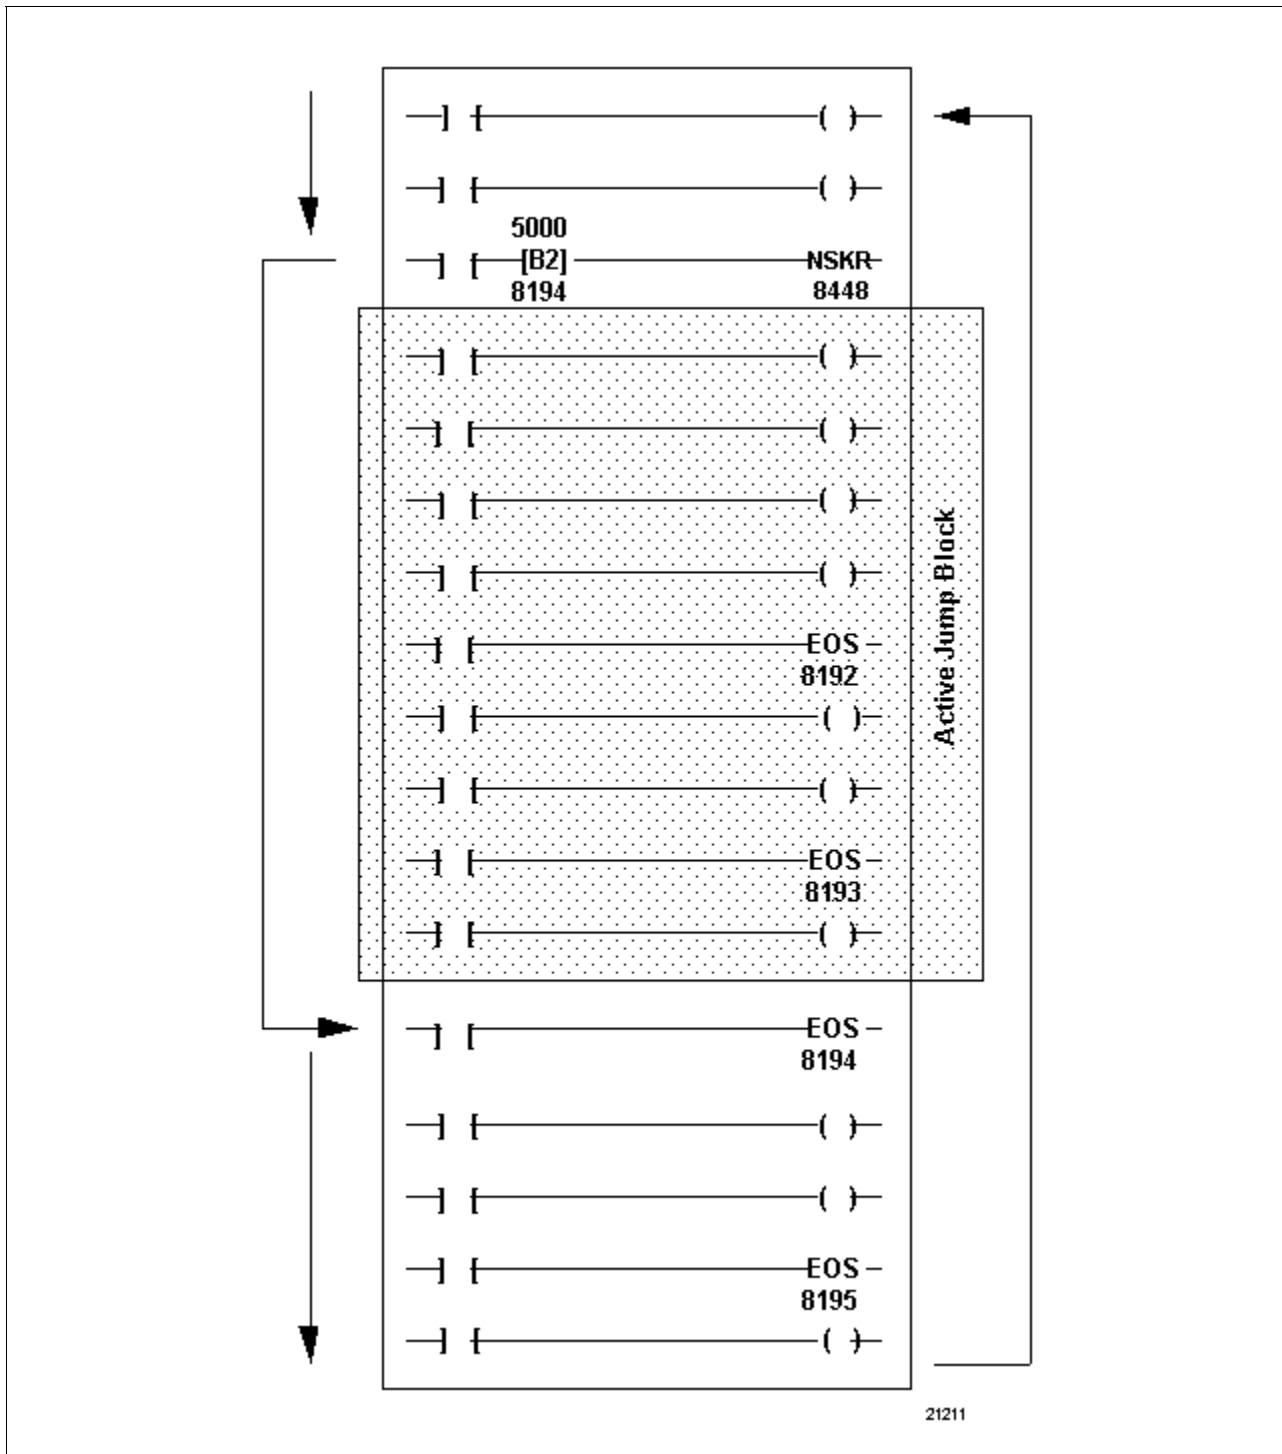 5000
[B2] NSKR
8194 8448
EOS
8192
Active Jump Block
EOS
8193
EOS
8194
EOS
8195
21211